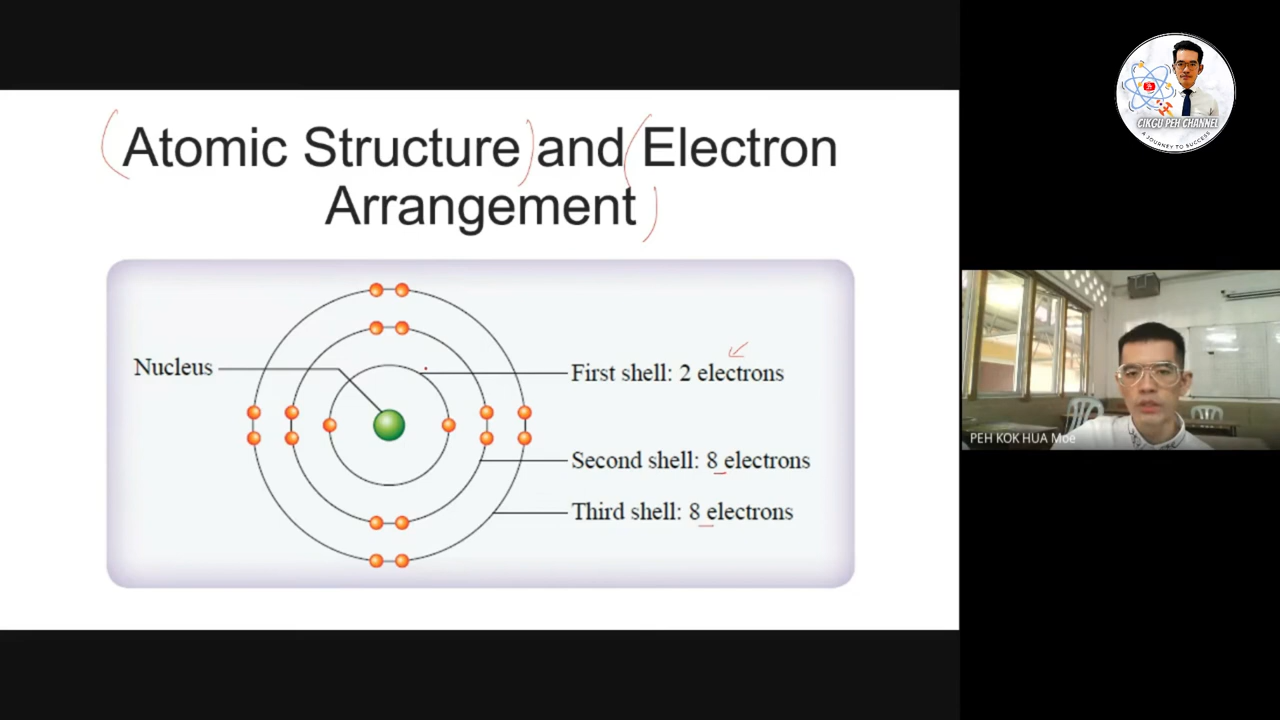 Atomic Structure and Electron
Arrangement
Nucleus
First shell: 2 electrons
Second shell: 8 electrons
Third shell: 8 electrons
CIKGU PEH CHANNEL
A JOURNEY TO SUCCESS
PEH KOK HUA Moe